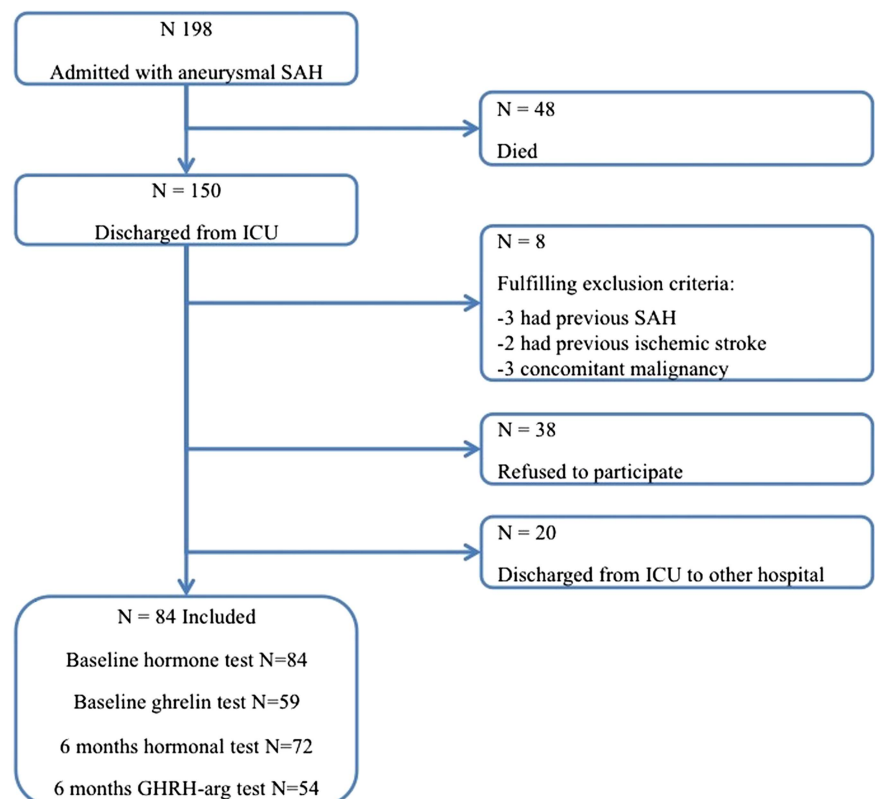 N 198
Admitted with aneurysmal SAH
N = 48
Died
N = 150
Discharged from ICU
N = 8
Fulfilling exclusion criteria:
-3 had previous SAH
-2 had previous ischemic stroke
-3 concomitant malignancy
N = 38
Refused to participate
N = 20
Discharged from ICU to other hospital
N = 84 Included
Baseline hormone test N=84
Baseline ghrelin test N=59
6 months hormonal test N=72
6 months GHRH-arg test N=54